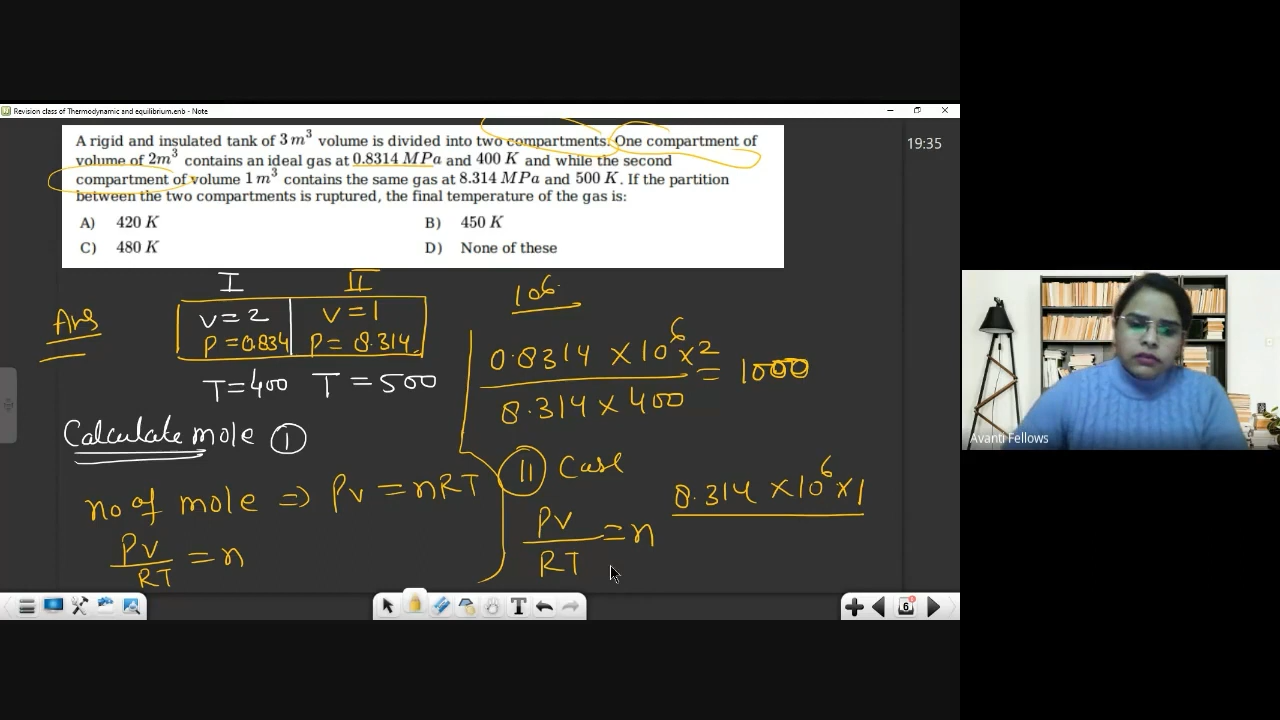 Revision class of Thermodynamic and equilibrium.enb - Note
19:35
A rigid and insulated tank of 3 m³ volume is divided into two compartments. One compartment of
volume of 2m³ contains an ideal gas at 0.8314 MPa and 400 K and while the second
compartment of volume 1 m³ contains the same gas at 8.314 MPa and 500 K. If the partition
between the two compartments is ruptured, the final temperature of the gas is:
A) 420 K B) 450 K
C) 480 K D) None of these
Ans
I II
V = 2 V = 1
P = 0.834 P = 8.314
T = 400 T = 500
Calculate mole ①
no of mole ⇒ PV = nRT
PV/RT = n
10⁶
0.8314 × 10⁶ × 2 / 8.314 × 400 = 1000
II Case
PV/RT = n
8.314 × 10⁶ × 1
T
6
Avanti Fellows